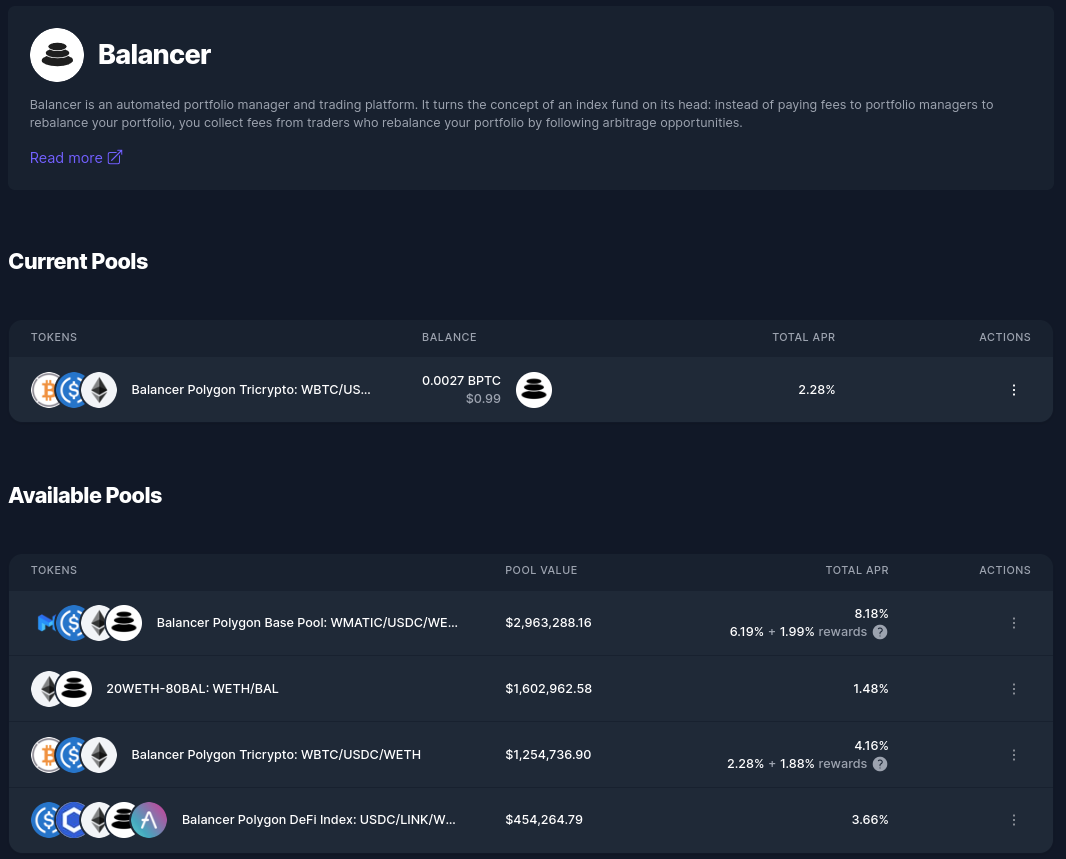 Balancer
Balancer is an automated portfolio manager and trading platform. It turns the concept of an index fund on its head: instead of paying fees to portfolio managers to
rebalance your portfolio, you collect fees from traders who rebalance your portfolio by following arbitrage opportunities.
Read more
Current Pools
TOKENS BALANCE TOTAL APR ACTIONS
Balancer Polygon Tricrypto: WBTC/US... 0.0027 BPTC 2.28%
$0.99
Available Pools
TOKENS POOL VALUE TOTAL APR ACTIONS
Balancer Polygon Base Pool: WMATIC/USDC/WE... $2,963,288.16 8.18%
6.19% + 1.99% rewards ?
20WETH-80BAL: WETH/BAL $1,602,962.58 1.48%
Balancer Polygon Tricrypto: WBTC/USDC/WETH $1,254,736.90 4.16%
2.28% + 1.88% rewards ?
Balancer Polygon DeFi Index: USDC/LINK/W... $454,264.79 3.66%